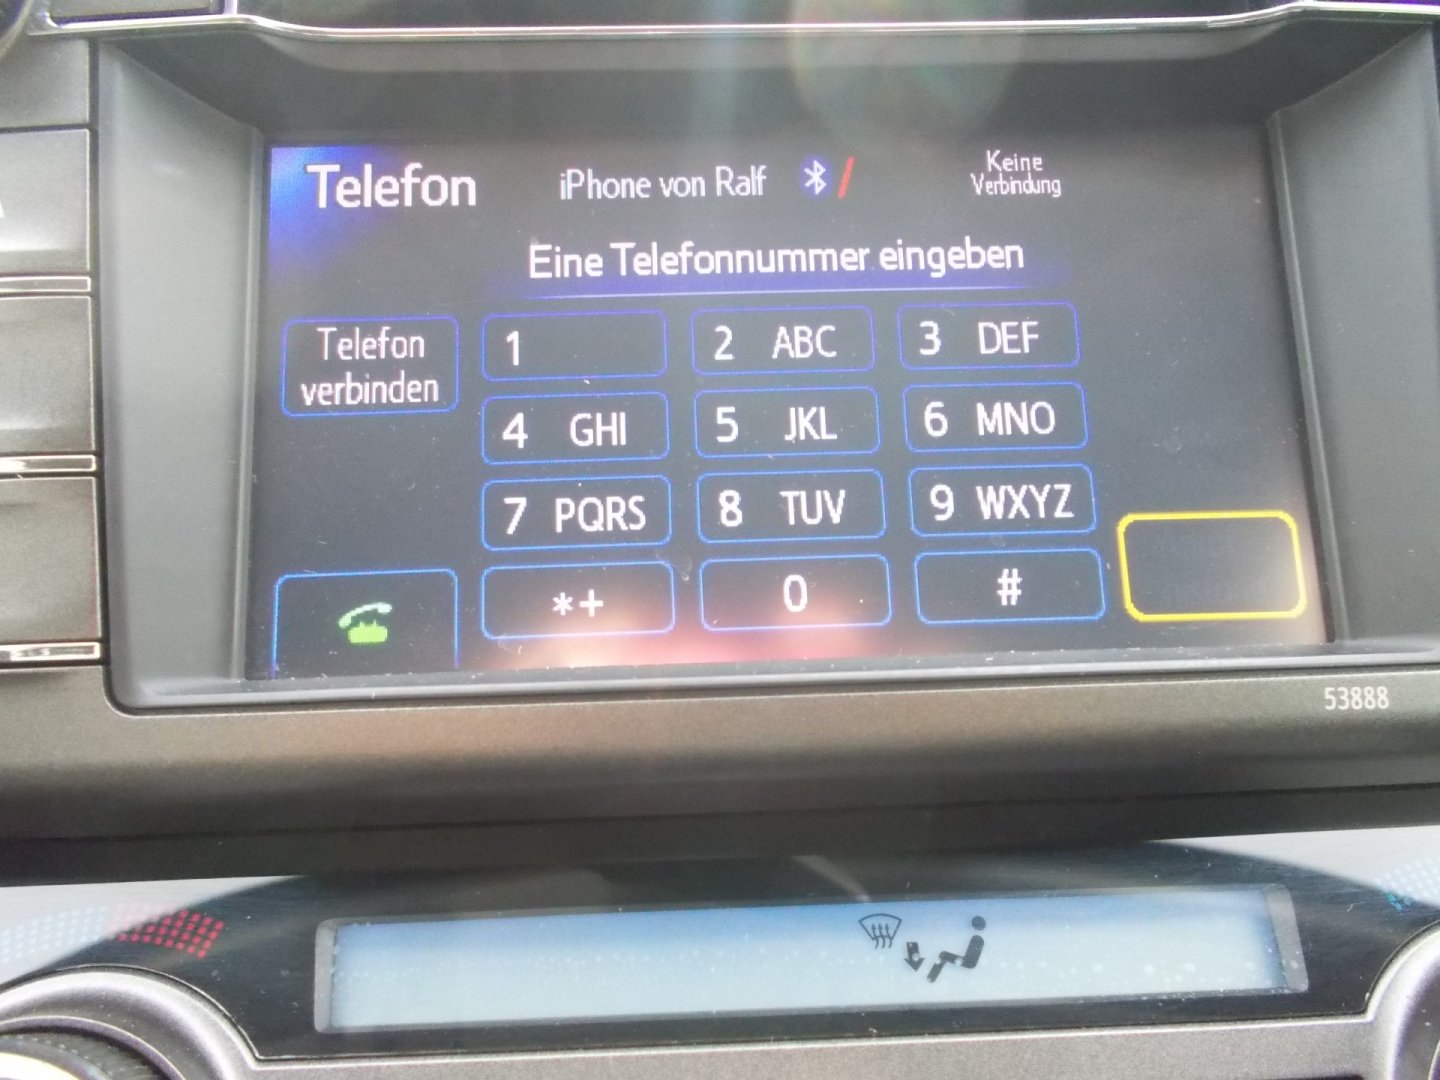 Telefon iPhone von Ralf Keine
Verbindung
Eine Telefonnummer eingeben
Telefon
verbinden
1 2 ABC 3 DEF
4 GHI 5 JKL 6 MNO
7 PQRS 8 TUV 9 WXYZ
*+ 0 #
53888